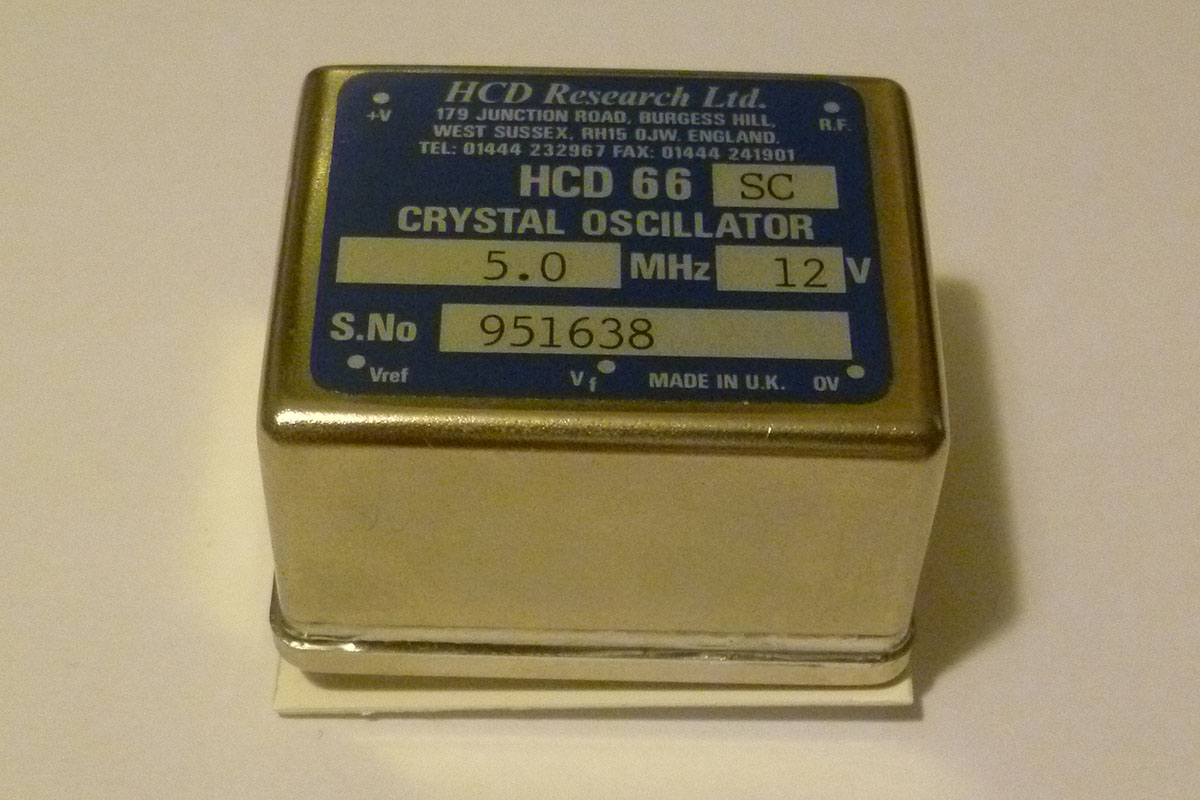 HCD Research Ltd.
+V
R.F.
179 JUNCTION ROAD, BURGESS HILL,
WEST SUSSEX, RH15 0JW. ENGLAND.
TEL: 01444 232967 FAX: 01444 241901
HCD 66 SC
CRYSTAL OSCILLATOR
5.0 MHz 12 V
S.No 951638
Vref Vf MADE IN U.K. OV